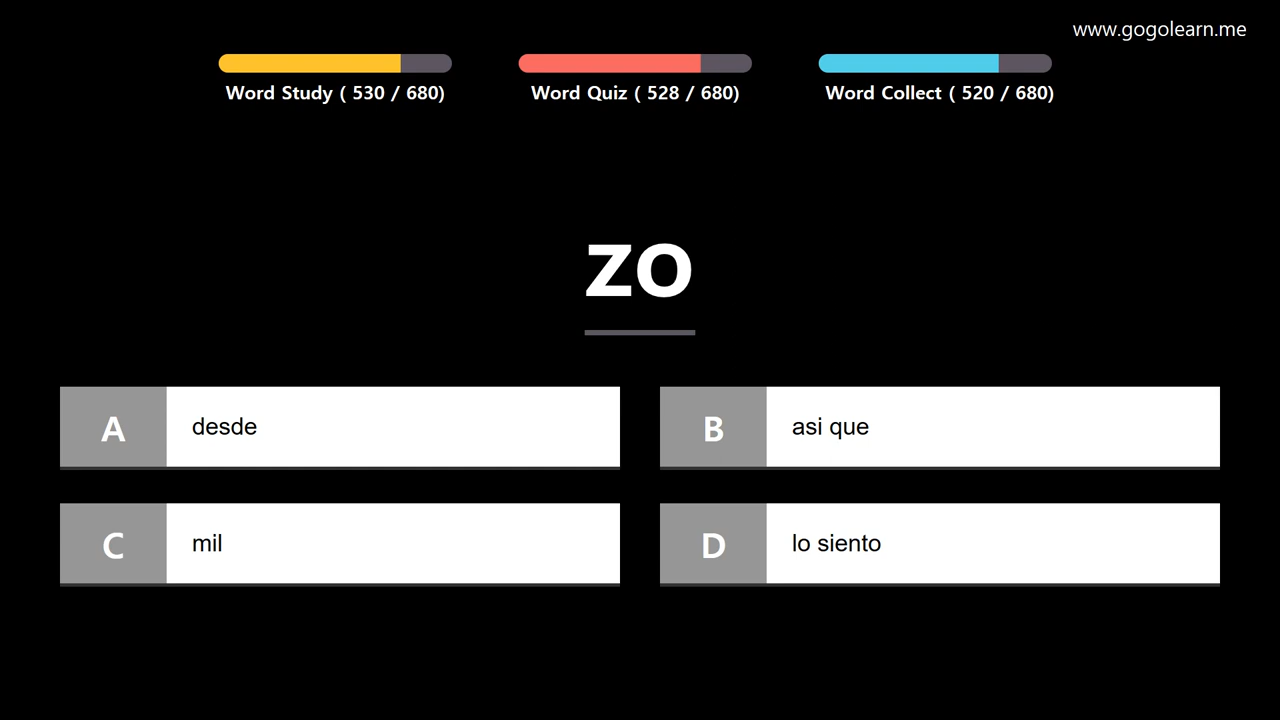 www.gogolearn.me
Word Study ( 530 / 680)
Word Quiz ( 528 / 680)
Word Collect ( 520 / 680)
zo
A
desde
B
asi que
C
mil
D
lo siento